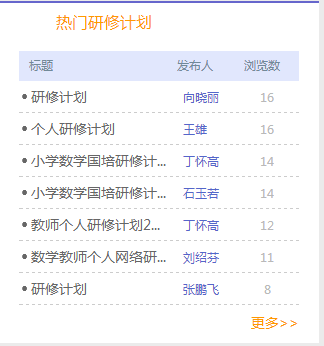 热门研修计划
标题 发布人 浏览数
• 研修计划 向晓丽 16
• 个人研修计划 王雄 16
• 小学数学国培研修计... 丁怀高 14
• 小学数学国培研修计... 石玉若 14
• 教师个人研修计划2... 丁怀高 12
• 数学教师个人网络研... 刘绍芬 11
• 研修计划 张鹏飞 8
更多>>